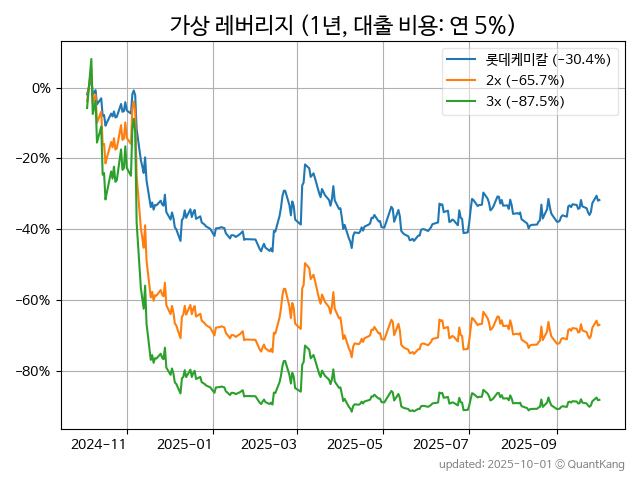 가상 레버리지 (1년, 대출 비용: 연 5%)
롯데케미칼 (−30.4%)
2x (−65.7%)
3x (−87.5%)
0%
−20%
−40%
−60%
−80%
2024-11 2025-01 2025-03 2025-05 2025-07 2025-09
updated: 2025-10-01 © QuantKang